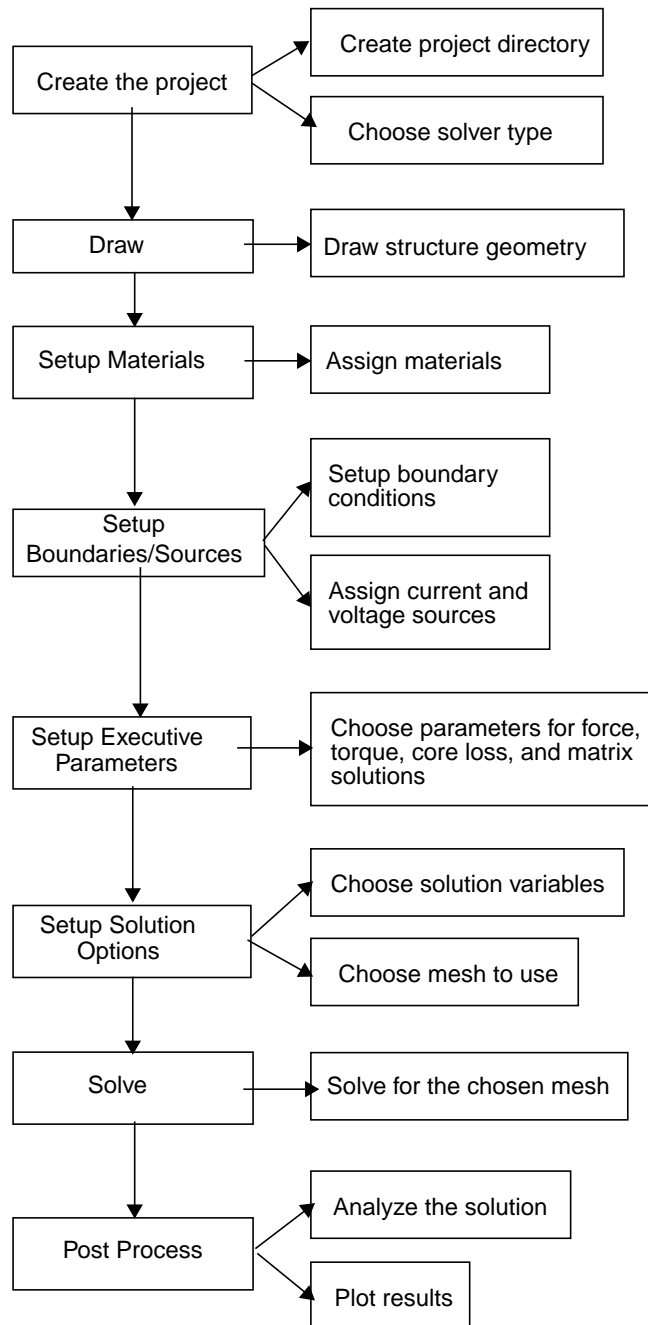 Create the project
Create project directory
Choose solver type
Draw
Draw structure geometry
Setup Materials
Assign materials
Setup
Boundaries/Sources
Setup boundary
conditions
Assign current and
voltage sources
Setup Executive
Parameters
Choose parameters for force,
torque, core loss, and matrix
solutions
Setup Solution
Options
Choose solution variables
Choose mesh to use
Solve
Solve for the chosen mesh
Post Process
Analyze the solution
Plot results